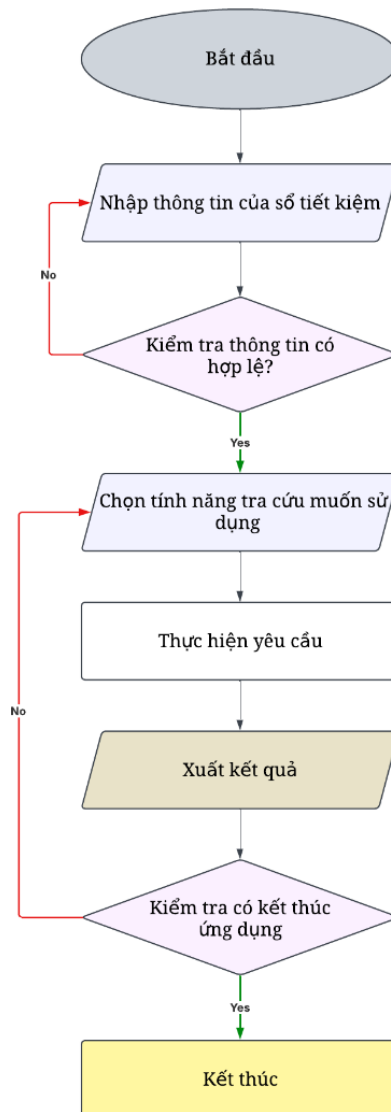 Bắt đầu
Nhập thông tin của sổ tiết kiệm
No
Kiểm tra thông tin có
hợp lệ?
Yes
Chọn tính năng tra cứu muốn sử
dụng
Thực hiện yêu cầu
No
Xuất kết quả
Kiểm tra có kết thúc
ứng dụng
Yes
Kết thúc